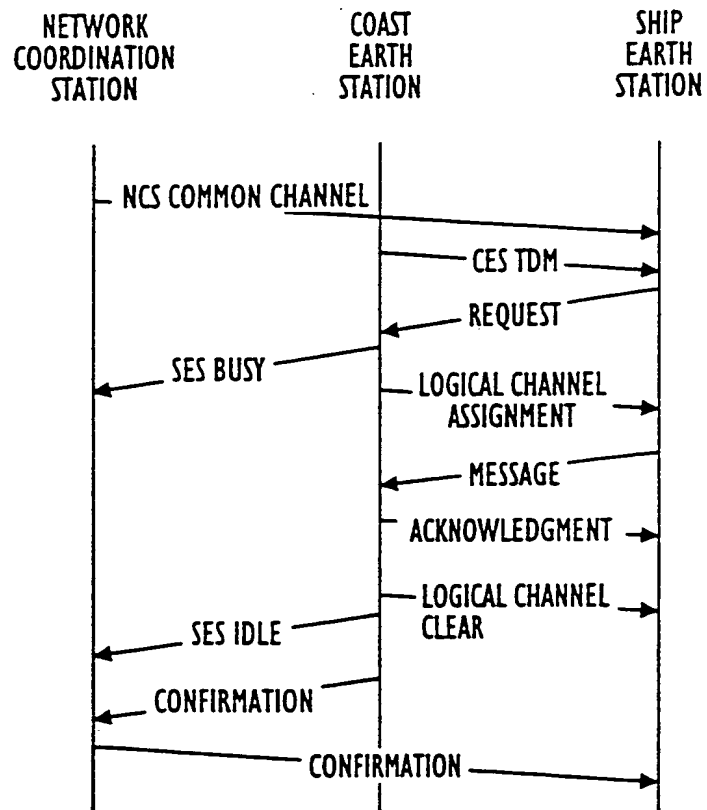 NETWORK
COORDINATION
STATION
COAST
EARTH
STATION
SHIP
EARTH
STATION
NCS COMMON CHANNEL
CES TDM
REQUEST
SES BUSY
LOGICAL CHANNEL
ASSIGNMENT
MESSAGE
ACKNOWLEDGMENT
LOGICAL CHANNEL
CLEAR
SES IDLE
CONFIRMATION
CONFIRMATION